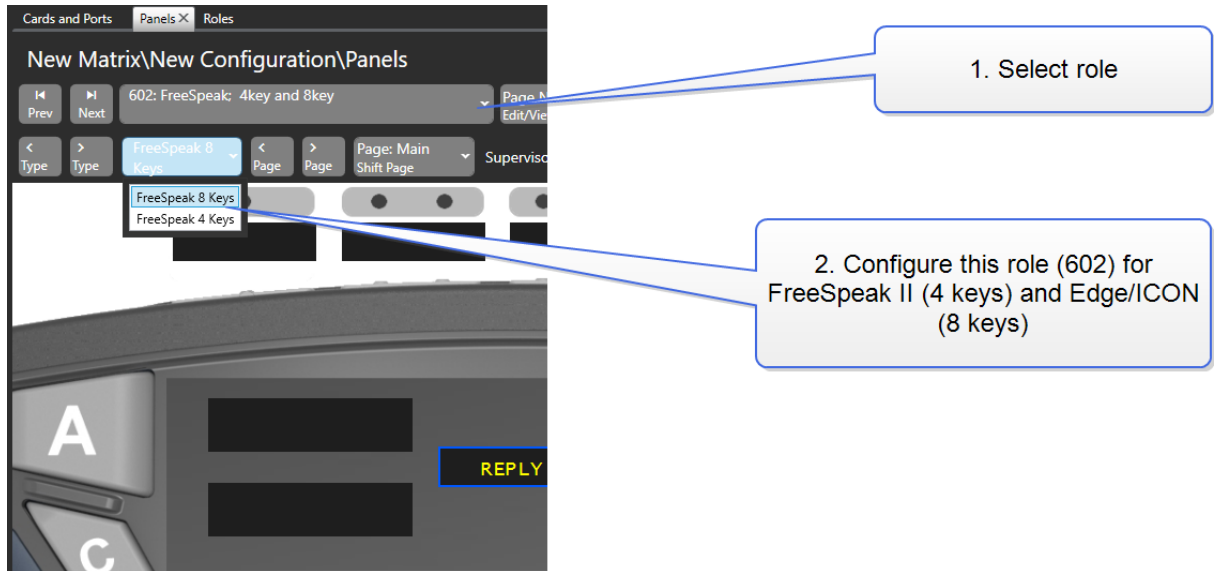 Cards and Ports Panels X Roles
New Matrix\New Configuration\Panels
Prev
Next
602: FreeSpeak; 4key and 8key
Page
Edit/Vie
<
Type
>
Type
FreeSpeak 8
Keys
<
Page
>
Page
Page: Main
Shift Page
Superviso
FreeSpeak 8 Keys
FreeSpeak 4 Keys
A
C
REPLY
1. Select role
2. Configure this role (602) for
FreeSpeak II (4 keys) and Edge/ICON
(8 keys)